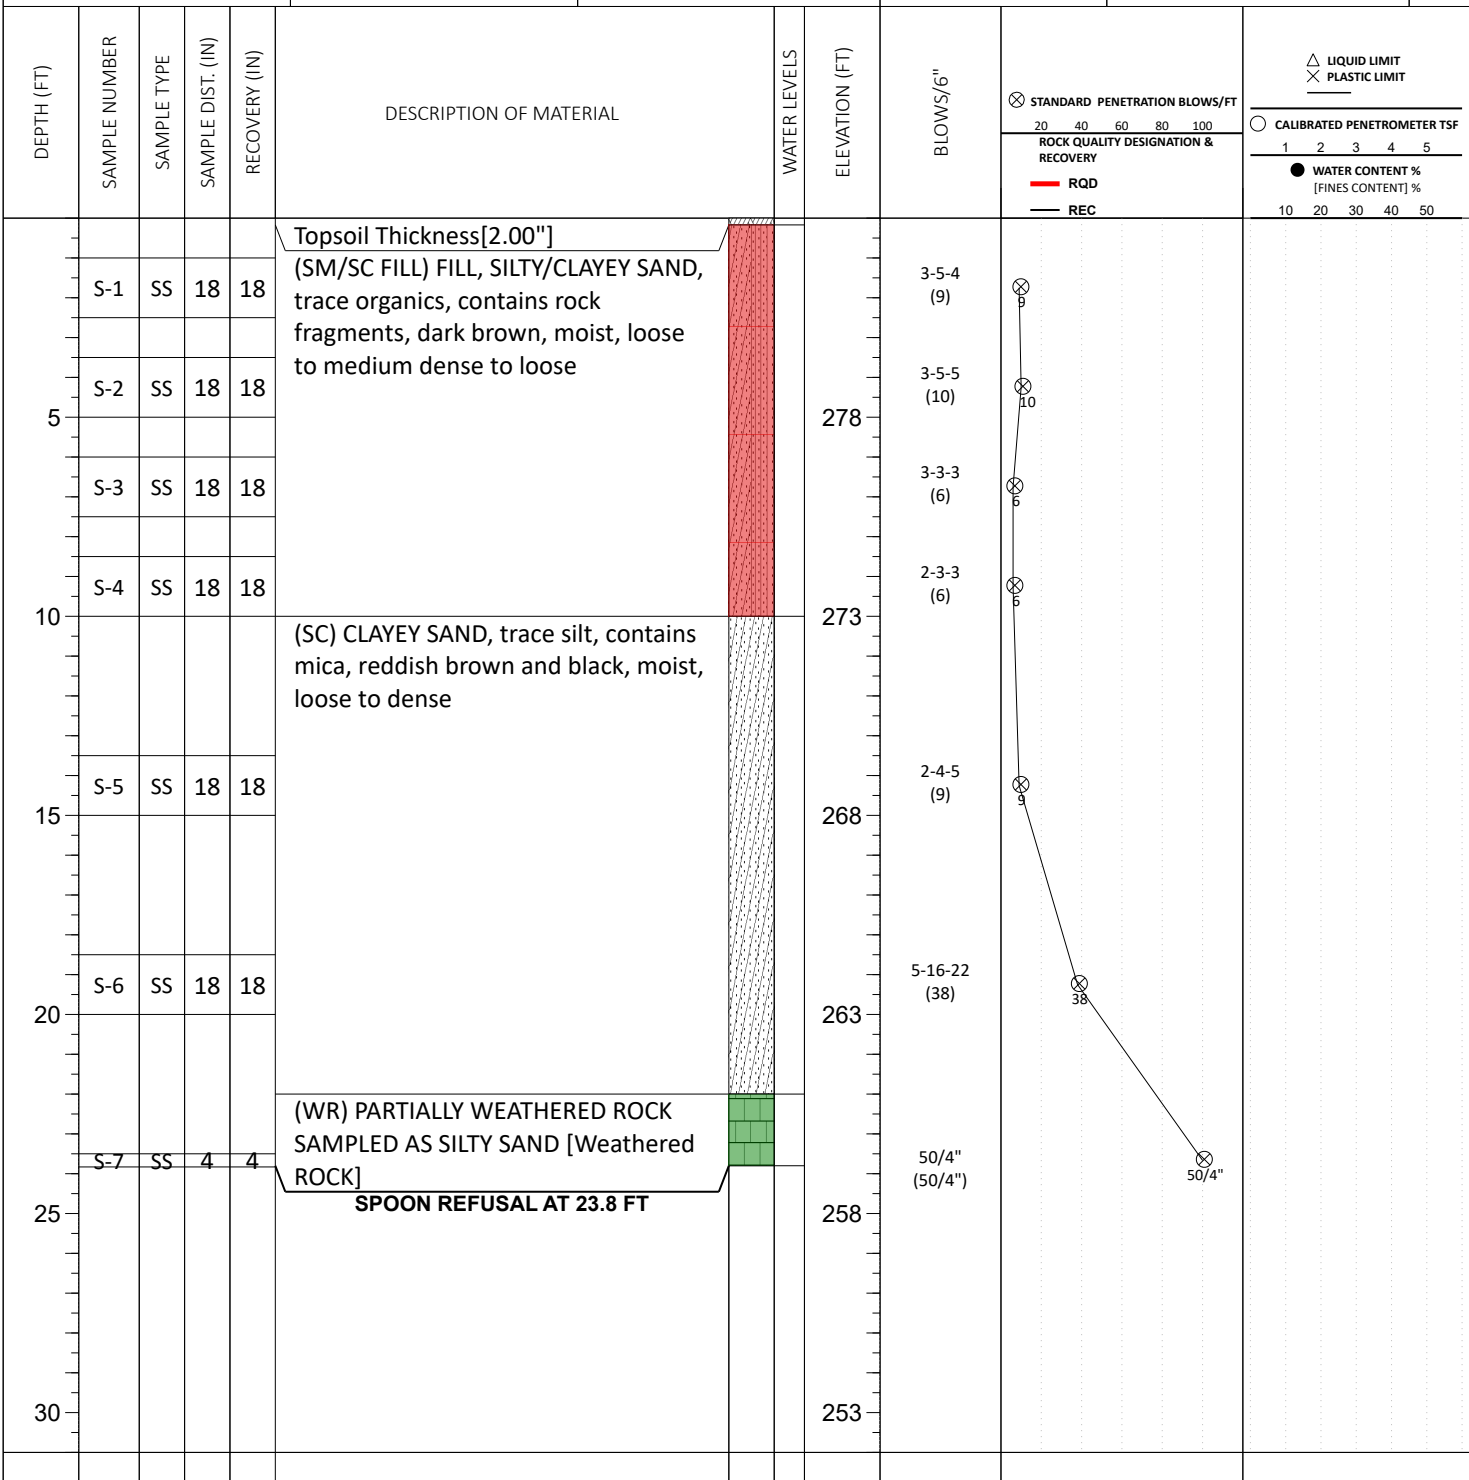 DEPTH (FT)
SAMPLE NUMBER
SAMPLE TYPE
SAMPLE DIST. (IN)
RECOVERY (IN)
DESCRIPTION OF MATERIAL
WATER LEVELS
ELEVATION (FT)
BLOWS/6"
STANDARD PENETRATION BLOWS/FT
20 40 60 80 100
ROCK QUALITY DESIGNATION &
RECOVERY
RQD
REC
LIQUID LIMIT
PLASTIC LIMIT
CALIBRATED PENETROMETER TSF
1 2 3 4 5
WATER CONTENT %
[FINES CONTENT] %
10 20 30 40 50
Topsoil Thickness[2.00"]
(SM/SC FILL) FILL, SILTY/CLAYEY SAND,
trace organics, contains rock
fragments, dark brown, moist, loose
to medium dense to loose
S-1 SS 18 18
3-5-4
(9)
9
S-2 SS 18 18
3-5-5
(10)
10
5
278
S-3 SS 18 18
3-3-3
(6)
6
S-4 SS 18 18
2-3-3
(6)
6
10
273
(SC) CLAYEY SAND, trace silt, contains
mica, reddish brown and black, moist,
loose to dense
S-5 SS 18 18
2-4-5
(9)
9
15
268
S-6 SS 18 18
5-16-22
(38)
38
20
263
(WR) PARTIALLY WEATHERED ROCK
SAMPLED AS SILTY SAND [Weathered
ROCK]
S-7 SS 4 4
50/4"
(50/4")
50/4"
SPOON REFUSAL AT 23.8 FT
25
258
30
253